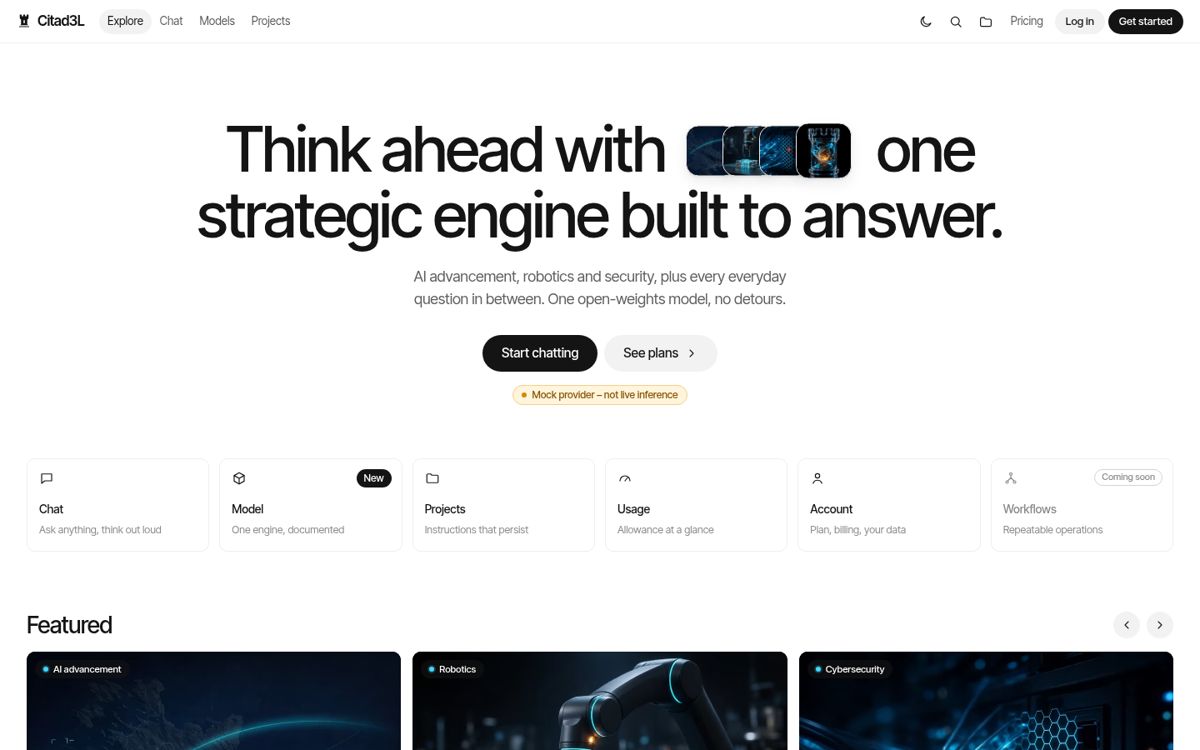 Citad3L
Explore
Chat
Models
Projects
Pricing
Log in
Get started
Think ahead with one
strategic engine built to answer.
AI advancement, robotics and security, plus every everyday
question in between. One open-weights model, no detours.
Start chatting
See plans
Mock provider – not live inference
Chat
Ask anything, think out loud
New
Model
One engine, documented
Projects
Instructions that persist
Usage
Allowance at a glance
Account
Plan, billing, your data
Coming soon
Workflows
Repeatable operations
Featured
AI advancement
Robotics
Cybersecurity